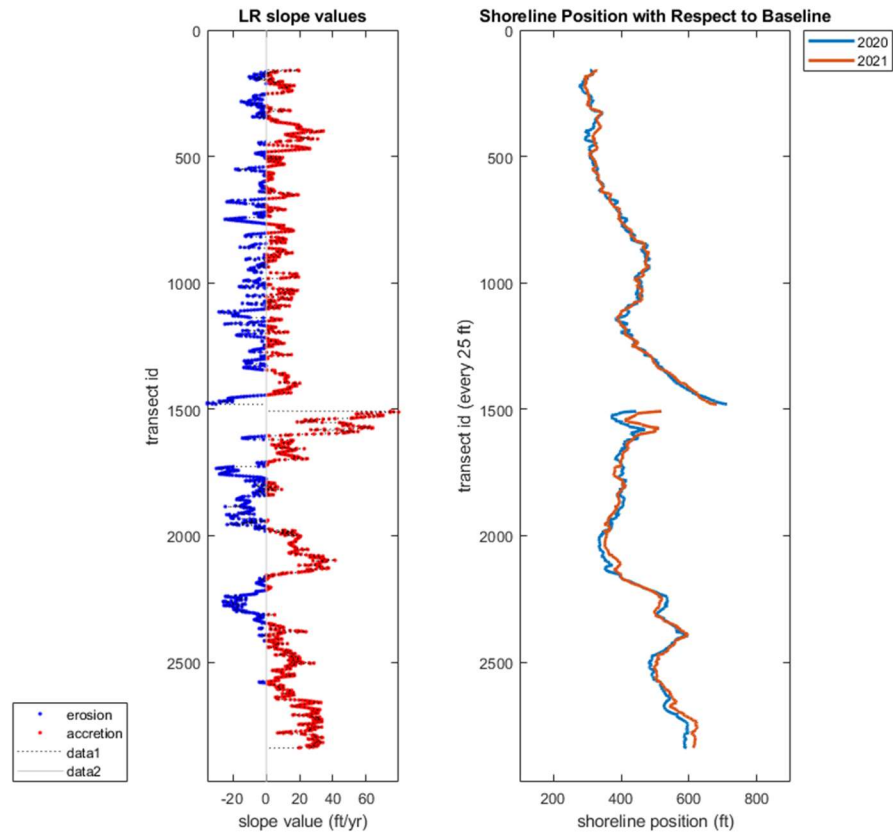 LR slope values
Shoreline Position with Respect to Baseline
2020
2021
0
500
1000
1500
2000
2500
transect id
-20 0 20 40 60
slope value (ft/yr)
erosion
accretion
data1
data2
0
500
1000
1500
2000
2500
transect id (every 25 ft)
200 400 600 800
shoreline position (ft)